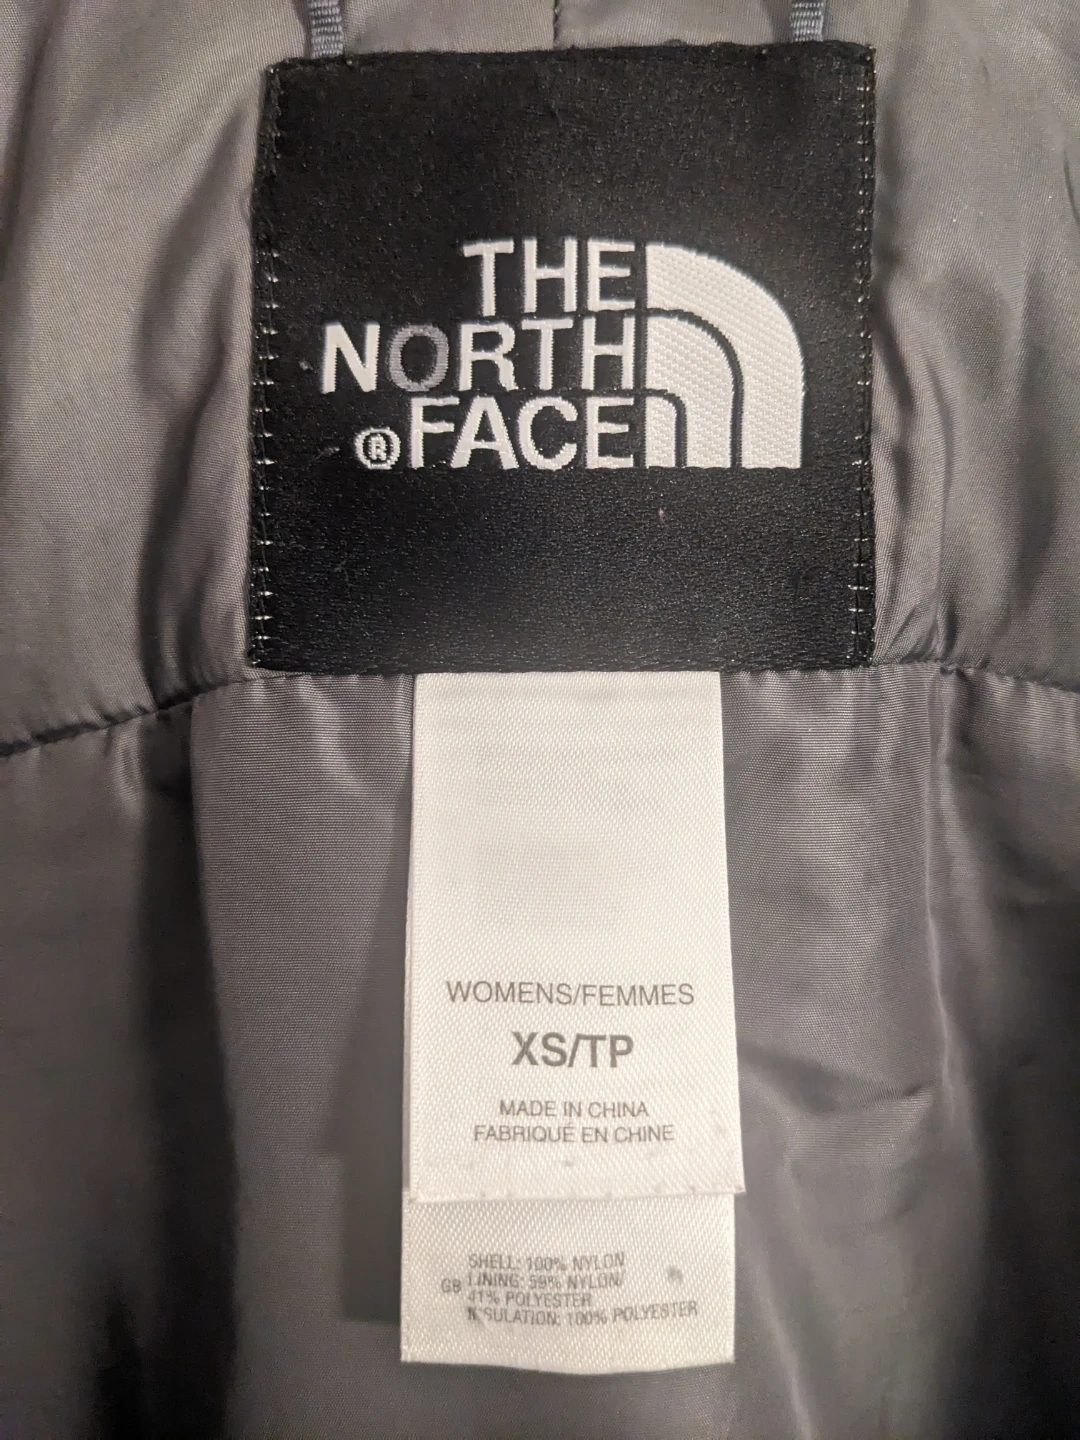 THE
NORTH
®FACE
WOMENS/FEMMES
XS/TP
MADE IN CHINA
FABRIQUÉ EN CHINE
SHELL: 100% NYLON
GB LINING: 59% NYLON/
41% POLYESTER
INSULATION: 100% POLYESTER